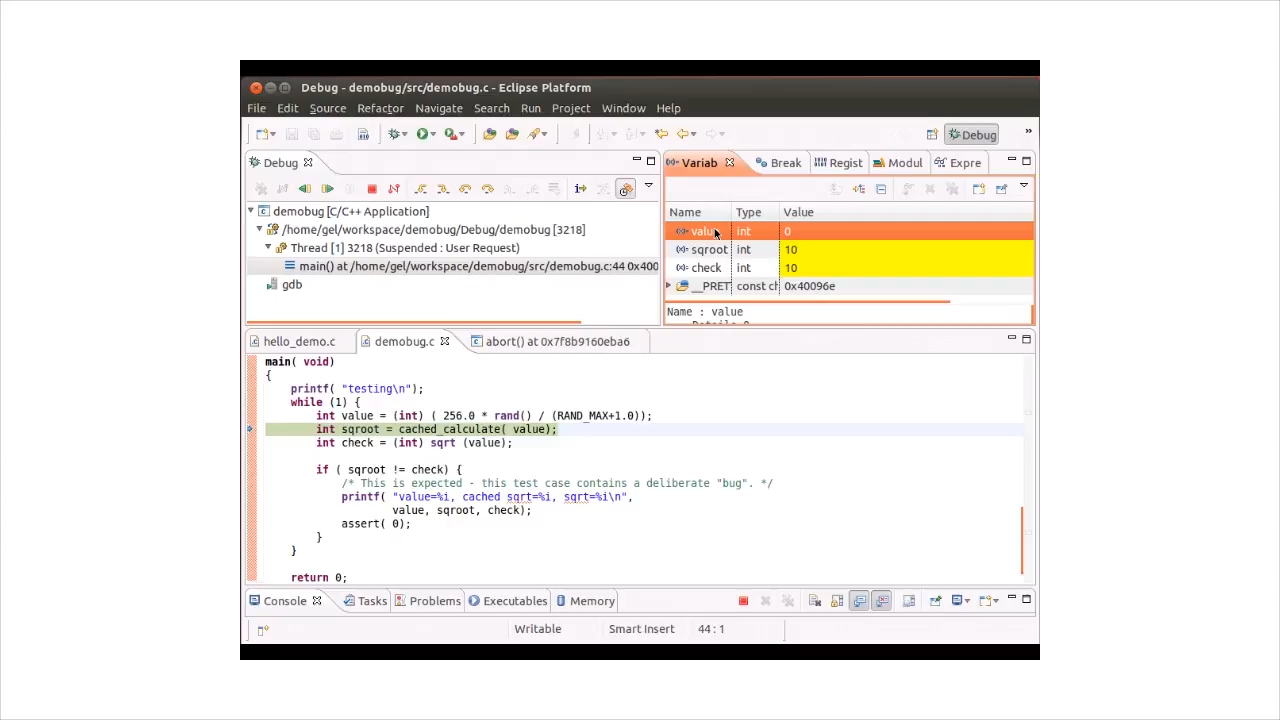 Debug - demobug/src/demobug.c - Eclipse Platform
File Edit Source Refactor Navigate Search Run Project Window Help
Debug
Debug
Variab Break Regist Modul Expre
demobug [C/C++ Application]
/home/gel/workspace/demobug/Debug/demobug [3218]
Thread [1] 3218 (Suspended : User Request)
main() at /home/gel/workspace/demobug/src/demobug.c:44 0x400
gdb
Name Type Value
valu int 0
sqroot int 10
check int 10
__PRET const ch 0x40096e
Name : value
hello_demo.c demobug.c abort() at 0x7f8b9160eba6
main( void)
{
printf( "testing\n");
while (1) {
int value = (int) ( 256.0 * rand() / (RAND_MAX+1.0));
int sqroot = cached_calculate( value);
int check = (int) sqrt (value);
if ( sqroot != check) {
/* This is expected - this test case contains a deliberate "bug". */
printf( "value=%i, cached sqrt=%i, sqrt=%i\n",
value, sqroot, check);
assert( 0);
}
}
return 0;
Console Tasks Problems Executables Memory
Writable Smart Insert 44 : 1